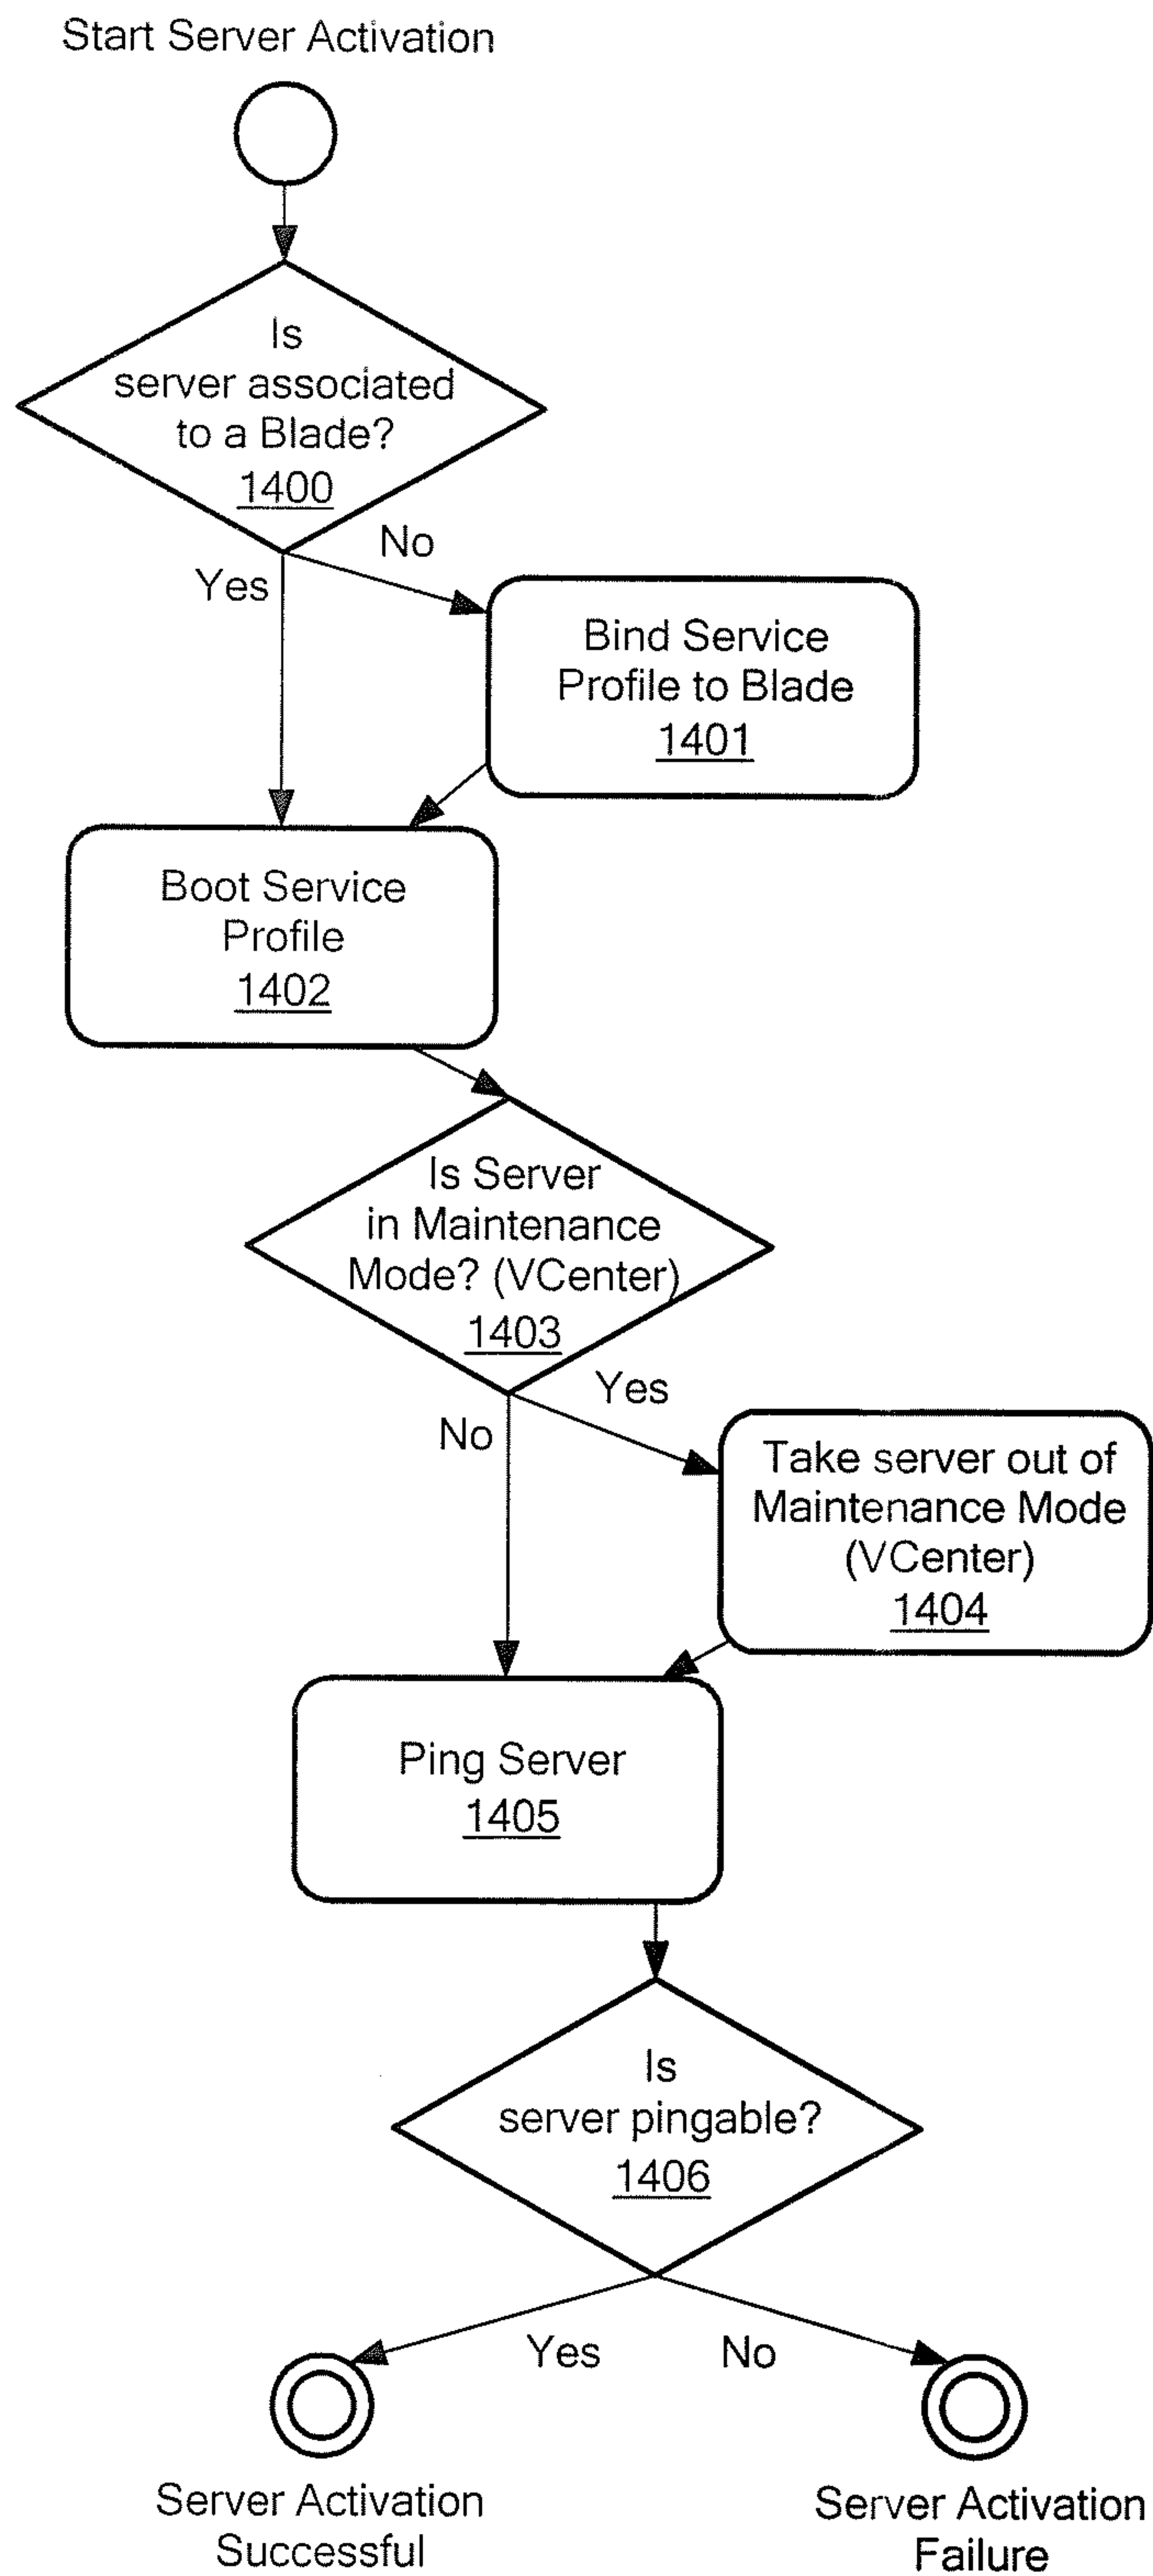 Start Server Activation
Is
server associated
to a Blade?
1400
No
Yes
Bind Service
Profile to Blade
1401
Boot Service
Profile
1402
Is Server
in Maintenance
Mode? (VCenter)
1403
Yes
No
Take server out of
Maintenance Mode
(VCenter)
1404
Ping Server
1405
Is
server pingable?
1406
Yes
No
Server Activation
Successful
Server Activation
Failure